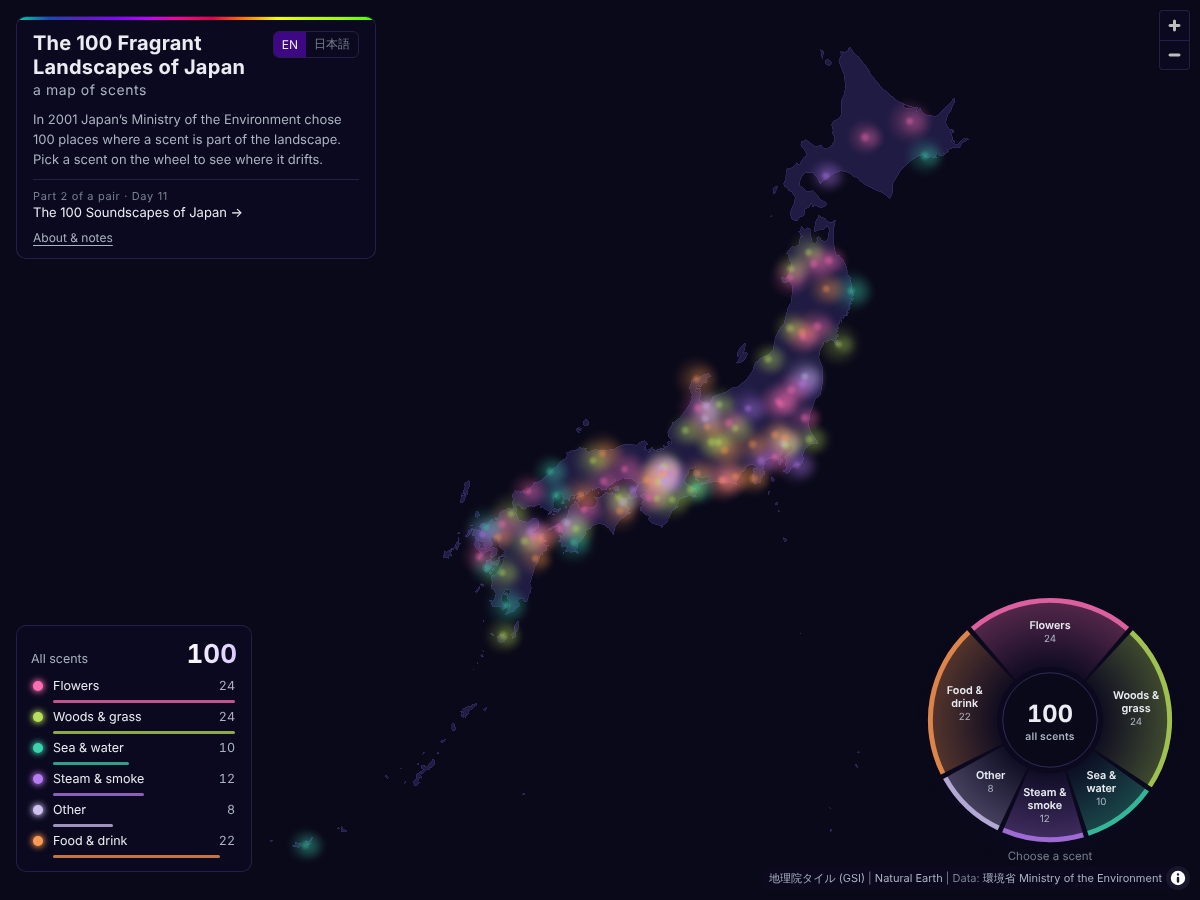 The 100 Fragrant
Landscapes of Japan
EN
日本語
a map of scents
In 2001 Japan's Ministry of the Environment chose
100 places where a scent is part of the landscape.
Pick a scent on the wheel to see where it drifts.
Part 2 of a pair · Day 11
The 100 Soundscapes of Japan →
About & notes
+
−
All scents 100
Flowers 24
Woods & grass 24
Sea & water 10
Steam & smoke 12
Other 8
Food & drink 22
Flowers
24
Woods &
grass
24
Sea &
water
10
Steam &
smoke
12
Other
8
Food &
drink
22
100
all scents
Choose a scent
地理院タイル (GSI) | Natural Earth | Data: 環境省 Ministry of the Environment